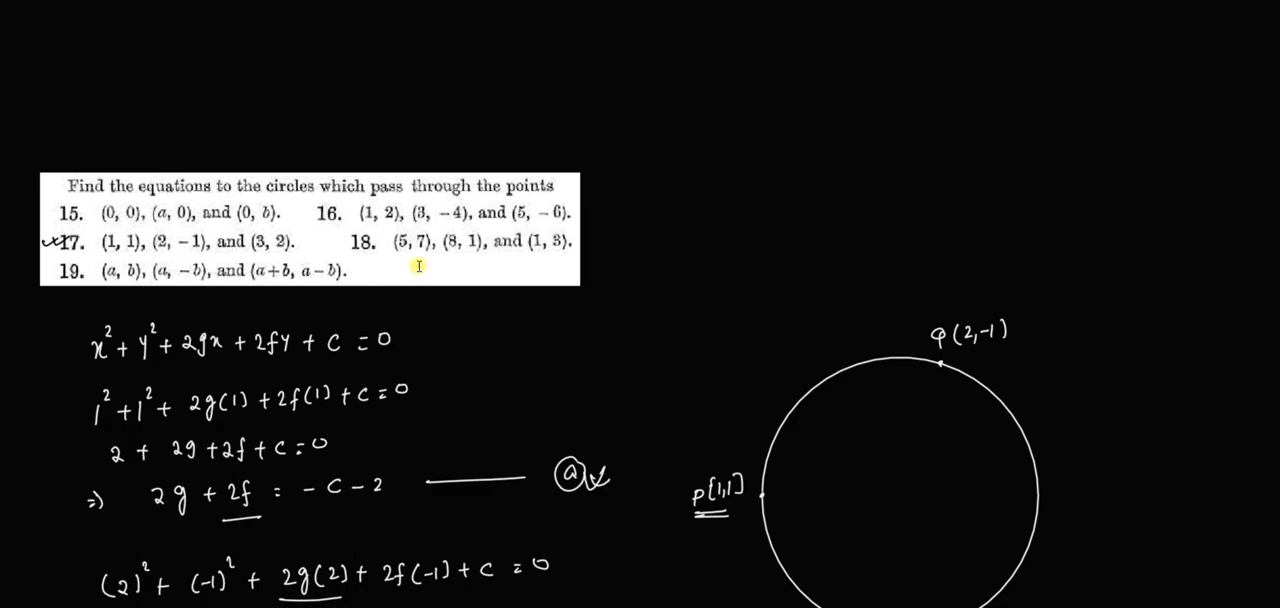 Find the equations to the circles which pass through the points
15. (0, 0), (a, 0), and (0, b). 16. (1, 2), (3, −4), and (5, −6).
17. (1, 1), (2, −1), and (3, 2). 18. (5, 7), (8, 1), and (1, 3).
19. (a, b), (a, −b), and (a+b, a−b).
x² + y² + 2gx + 2fy + c = 0
1² + 1² + 2g(1) + 2f(1) + c = 0
2 + 2g + 2f + c = 0
=) 2g + 2f = -c - 2 ——— ⓐ
(2)² + (-1)² + 2g(2) + 2f(-1) + c = 0
Q(2,-1)
P[1,1]